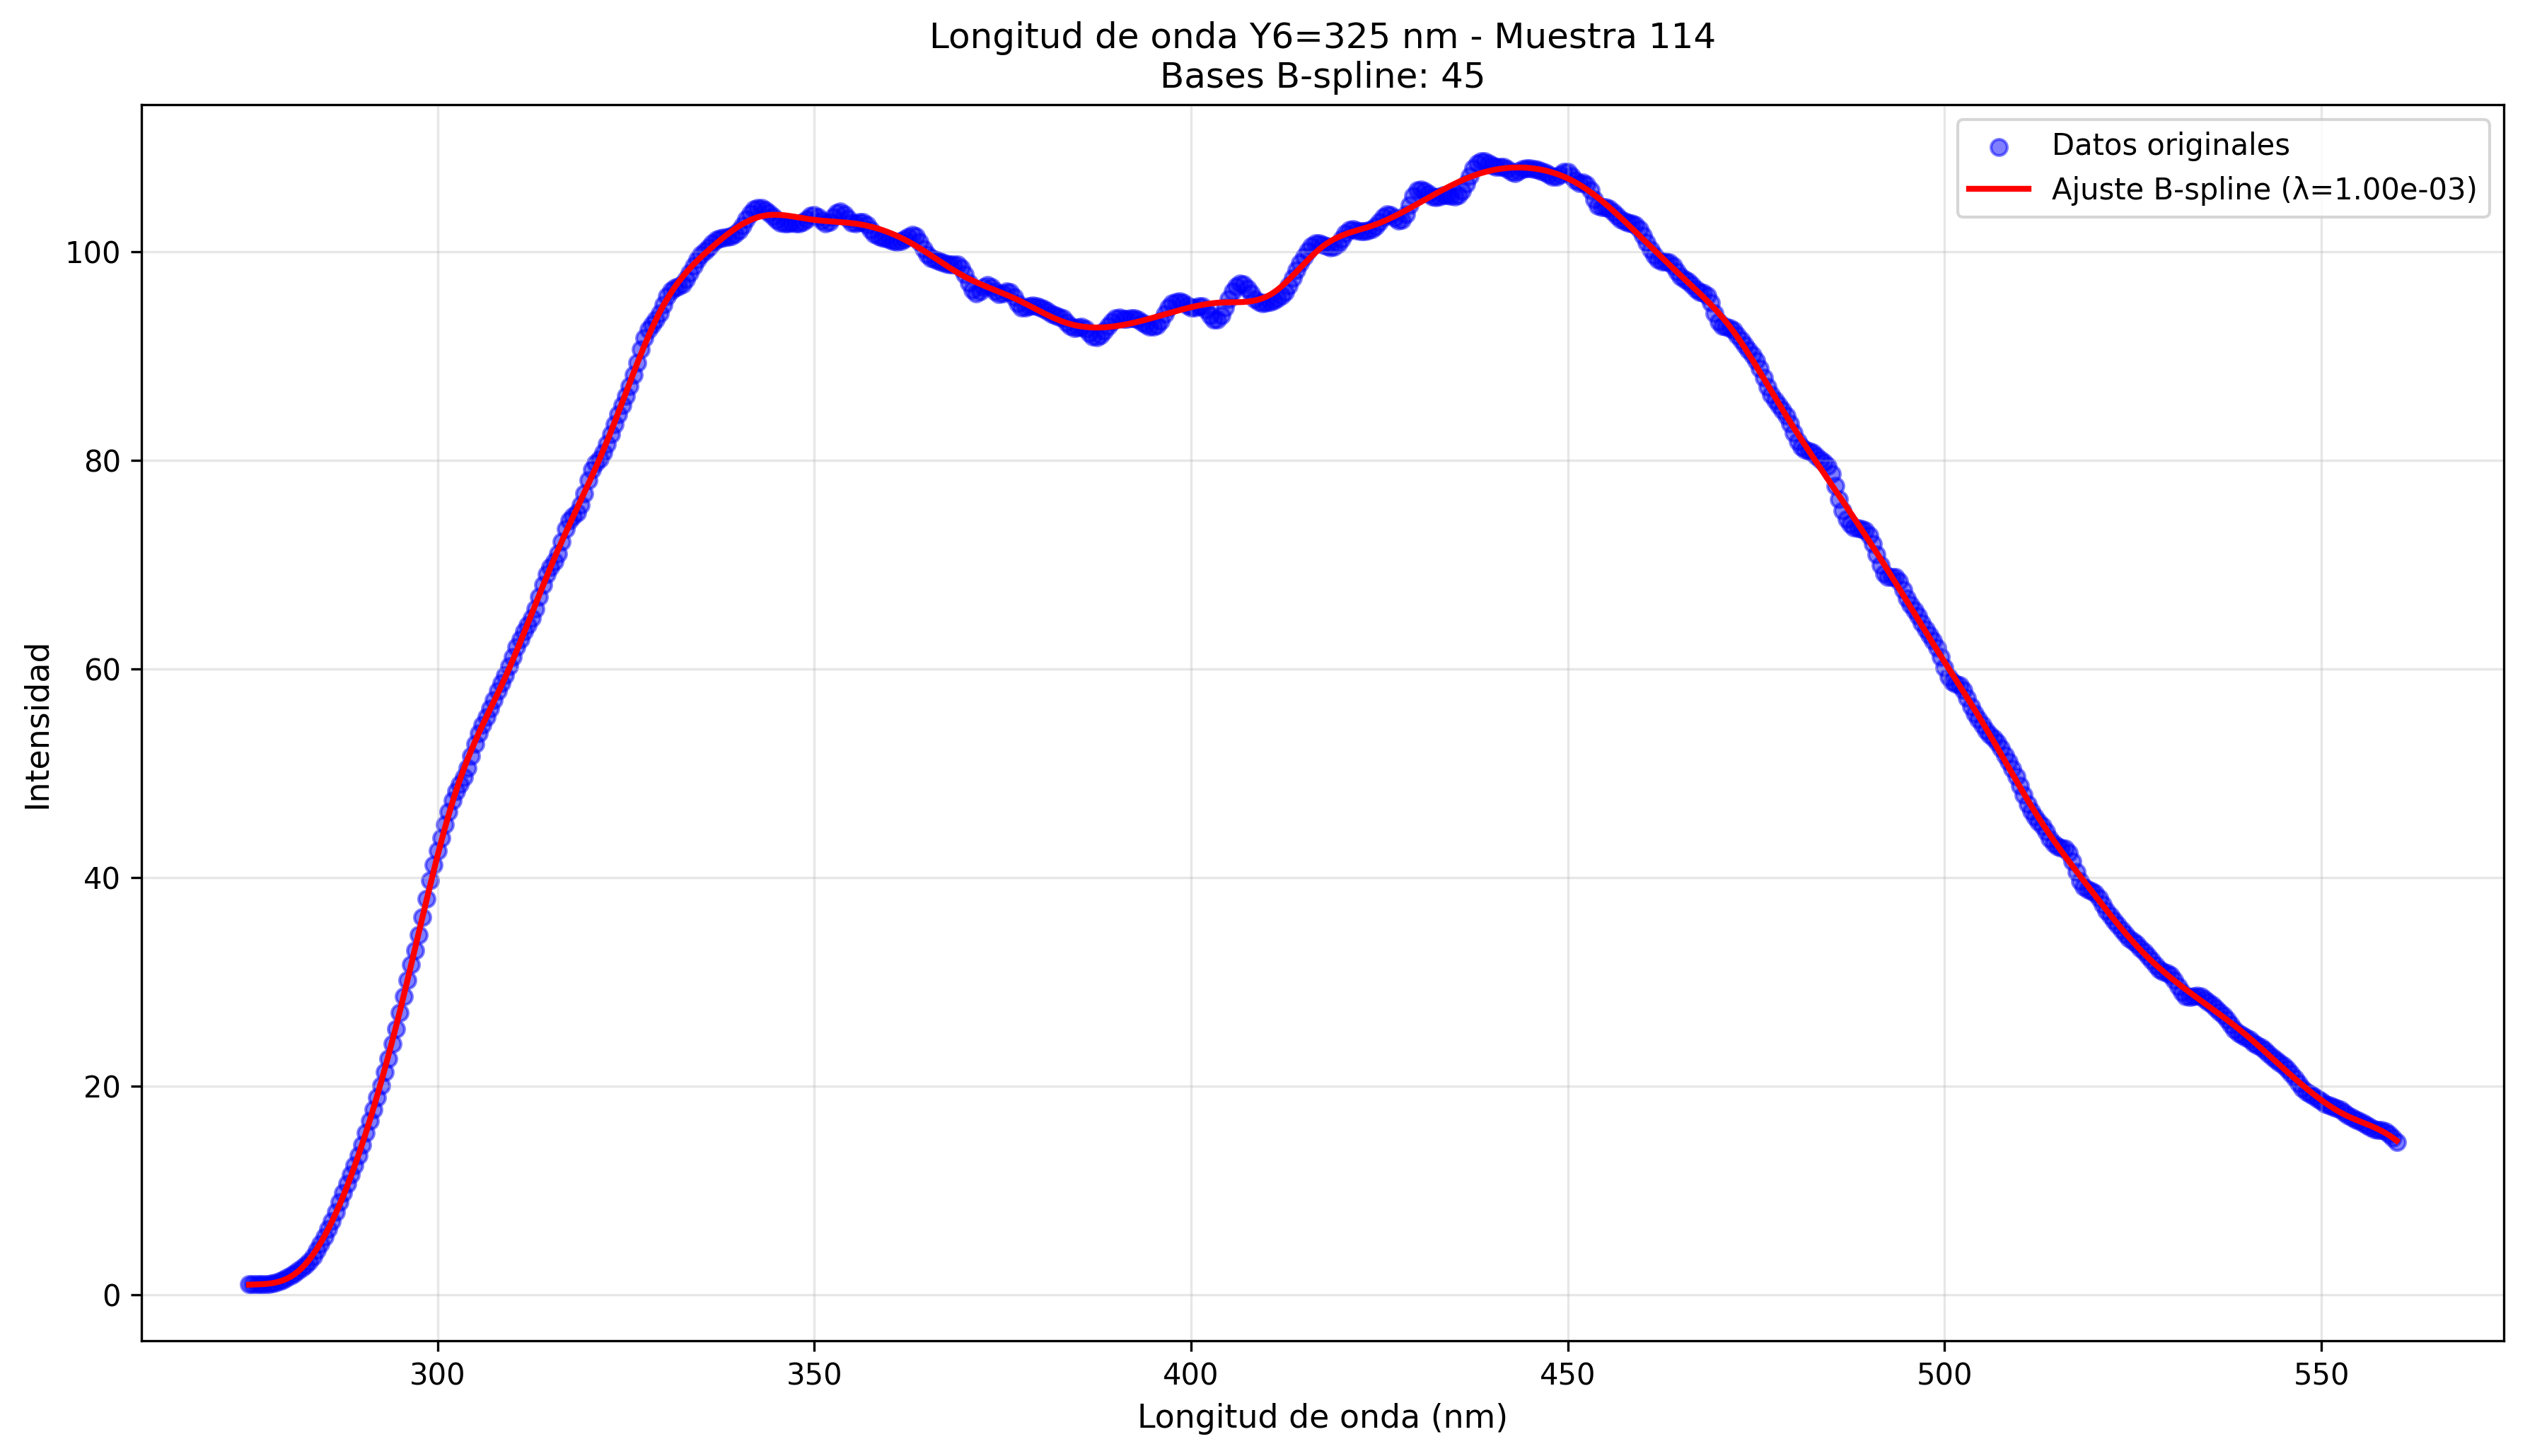 Longitud de onda Y6=325 nm - Muestra 114
Bases B-spline: 45
Datos originales
Ajuste B-spline (λ=1.00e-03)
Intensidad
100
80
60
40
20
0
300 350 400 450 500 550
Longitud de onda (nm)